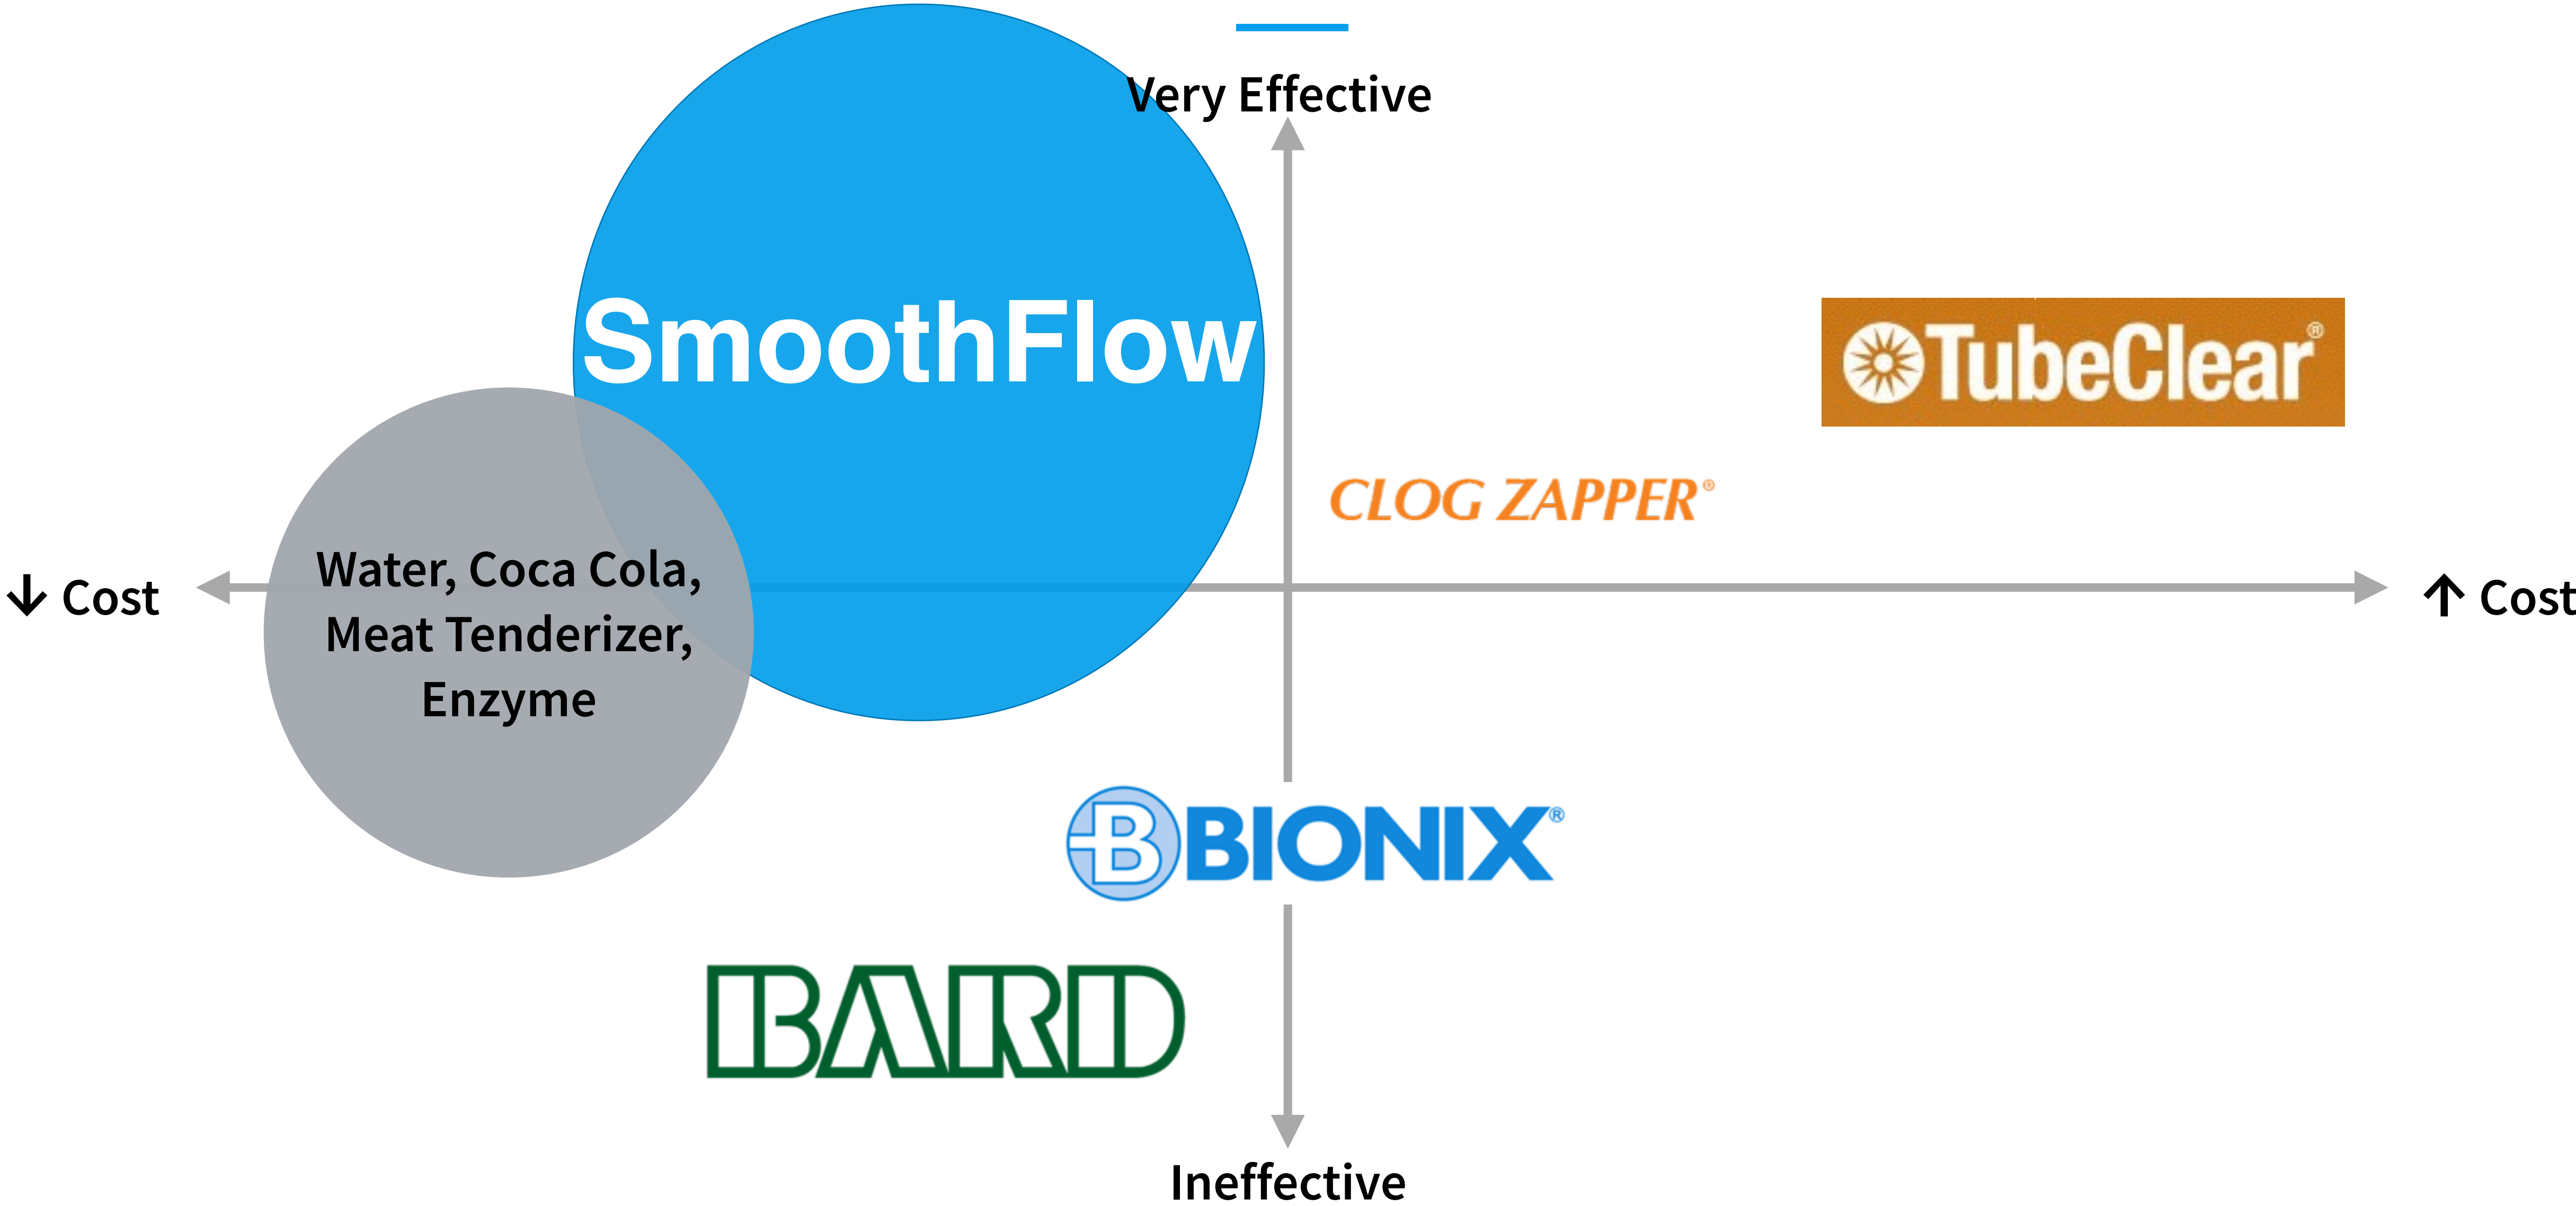 Very Effective
SmoothFlow
TubeClear®
CLOG ZAPPER®
↓ Cost
Water, Coca Cola,
Meat Tenderizer,
Enzyme
↑ Cost
B BIONIX®
BARD
Ineffective